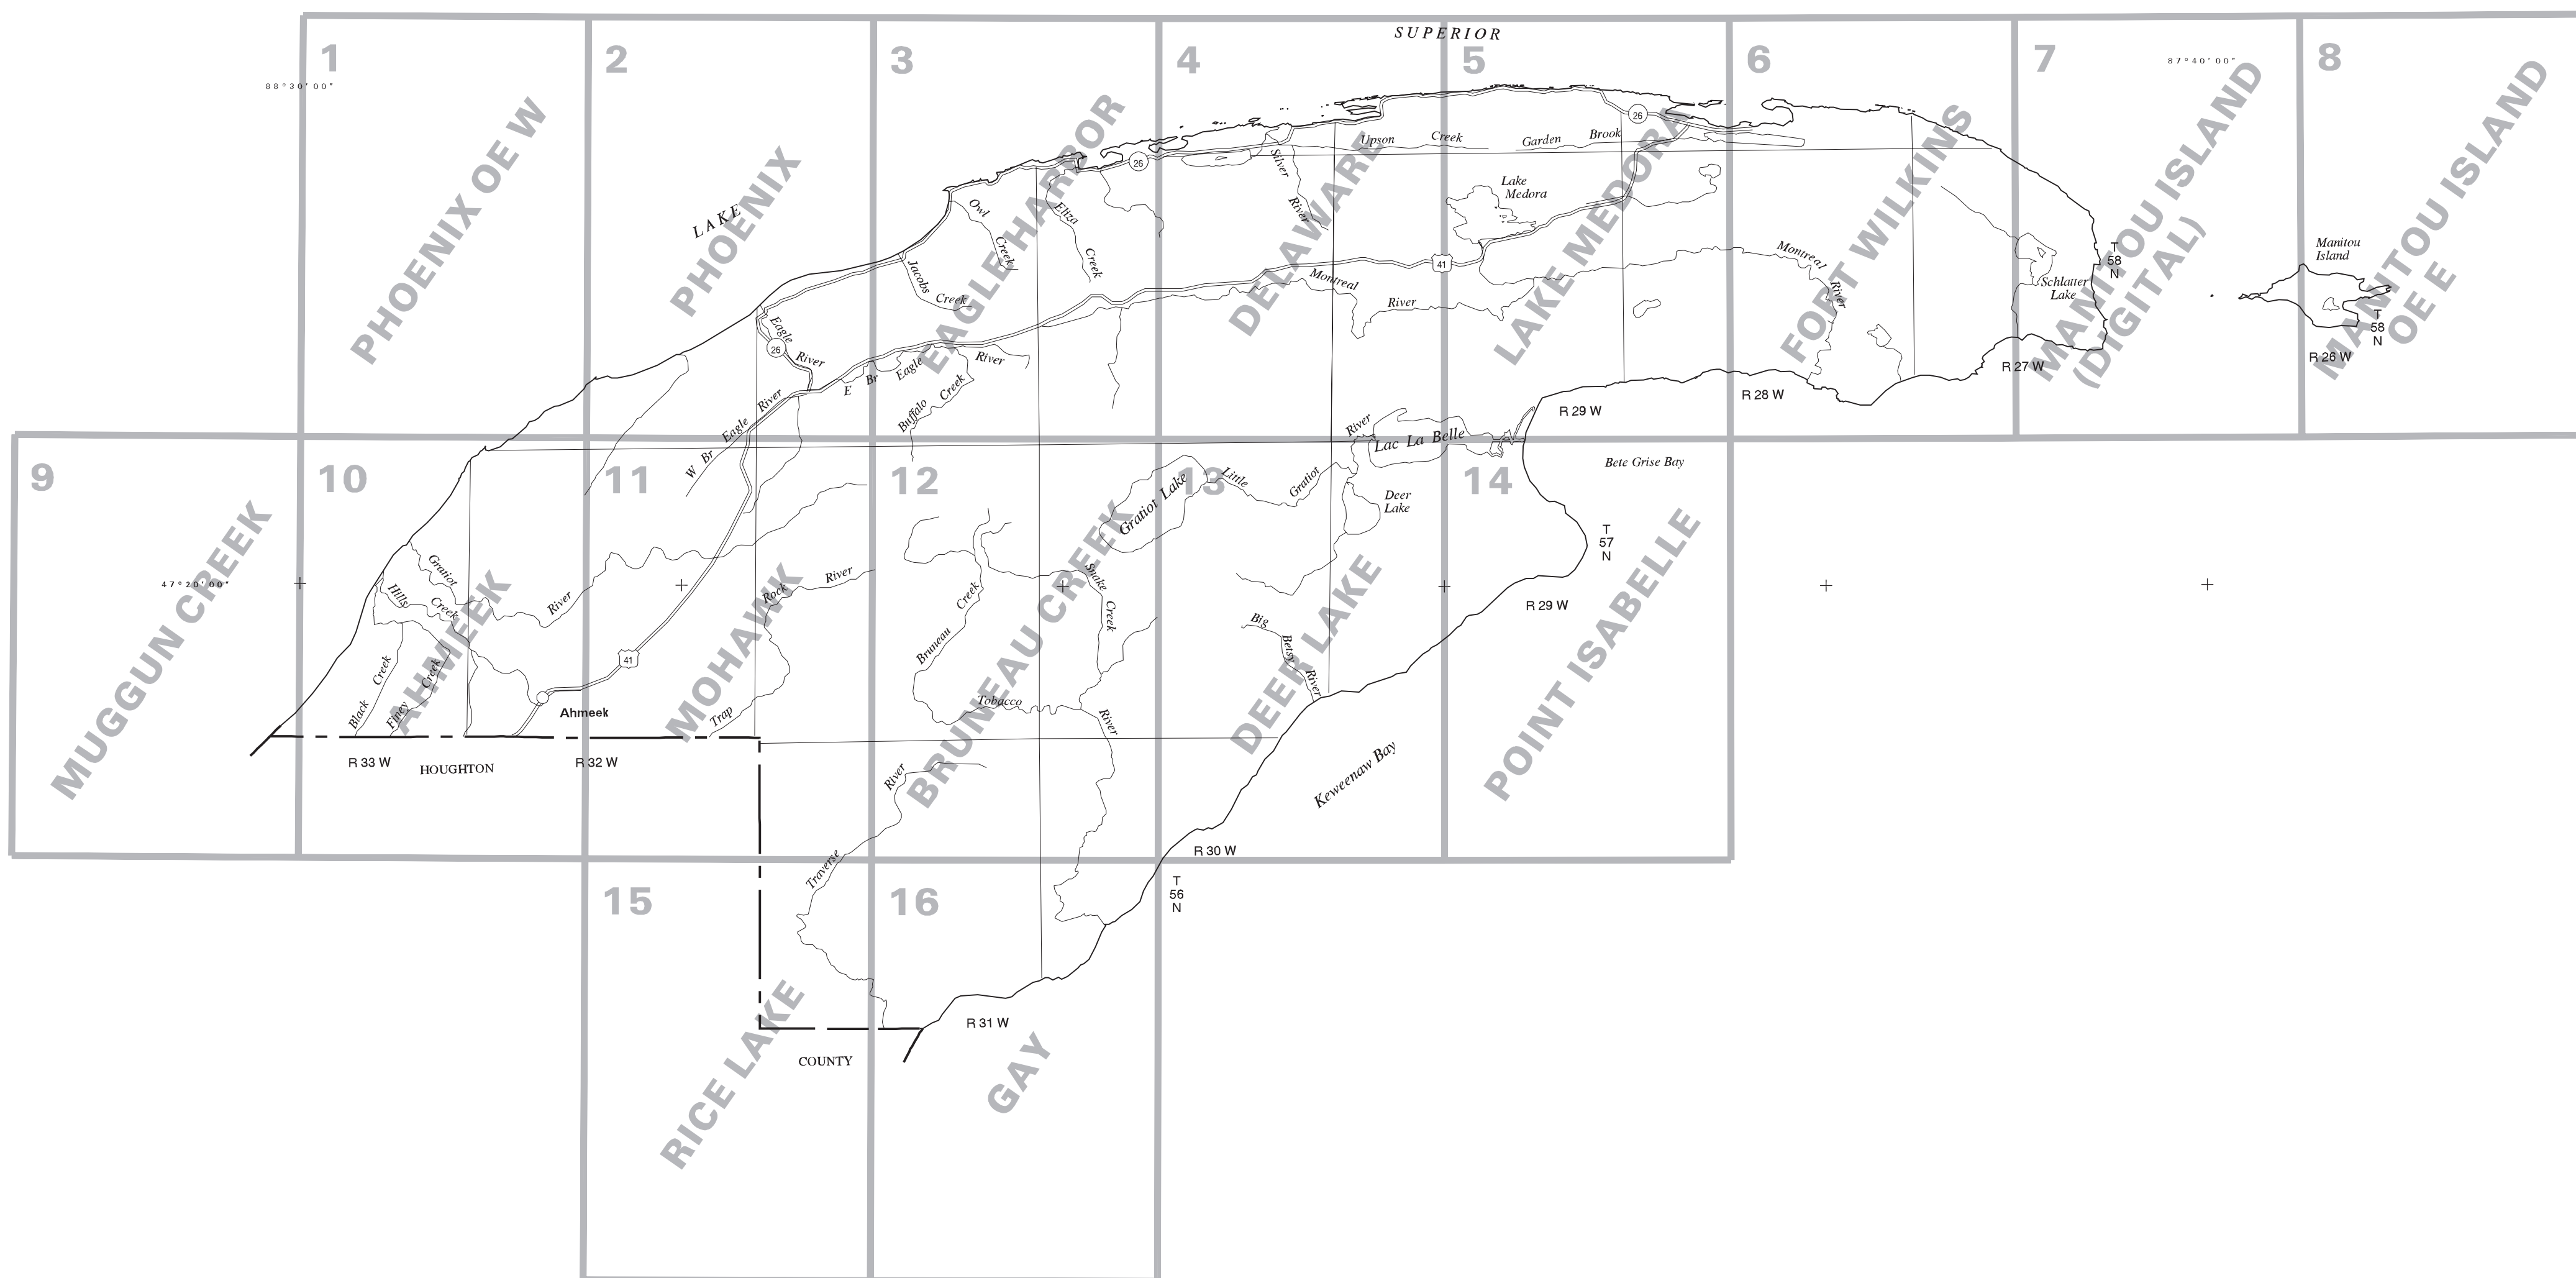 SUPERIOR
1
2
3
4
5
6
7
8
88°30'00"
87°40'00"
PHOENIX OE W
PHOENIX
EAGLE HARBOR
DELAWARE
LAKE MEDORA
FORT WILKINS
MANITOU ISLAND
(DIGITAL)
MANITOU ISLAND
OE E
LAKE
26
26
Upson Creek
Garden Brook
Silver River
Lake
Medora
Owl Creek
Eliza Creek
Jacobs Creek
41
Montreal River
Montreal River
Schlatter
Lake
T
58
N
Manitou
Island
T
58
N
R 26 W
R 27 W
R 28 W
R 29 W
Eagle River
26
E Br Eagle River
Buffalo Creek
W Br Eagle River
9
10
11
12
13
14
Lac La Belle
Little Gratiot River
Gratiot Lake
Deer
Lake
Bete Grise Bay
T
57
N
R 29 W
47°20'00"
MUGGUN CREEK
AHMEEK
MOHAWK
BRUNEAU CREEK
DEER LAKE
POINT ISABELLE
Gratiot River
Hills Creek
Black Creek
Finey Creek
41
Ahmeek
Trap Rock River
Bruneau Creek
Snake Creek
Tobacco River
Big Betsy River
Keweenaw Bay
R 33 W
HOUGHTON
R 32 W
Traverse River
R 30 W
T
56
N
15
16
RICE LAKE
GAY
R 31 W
COUNTY